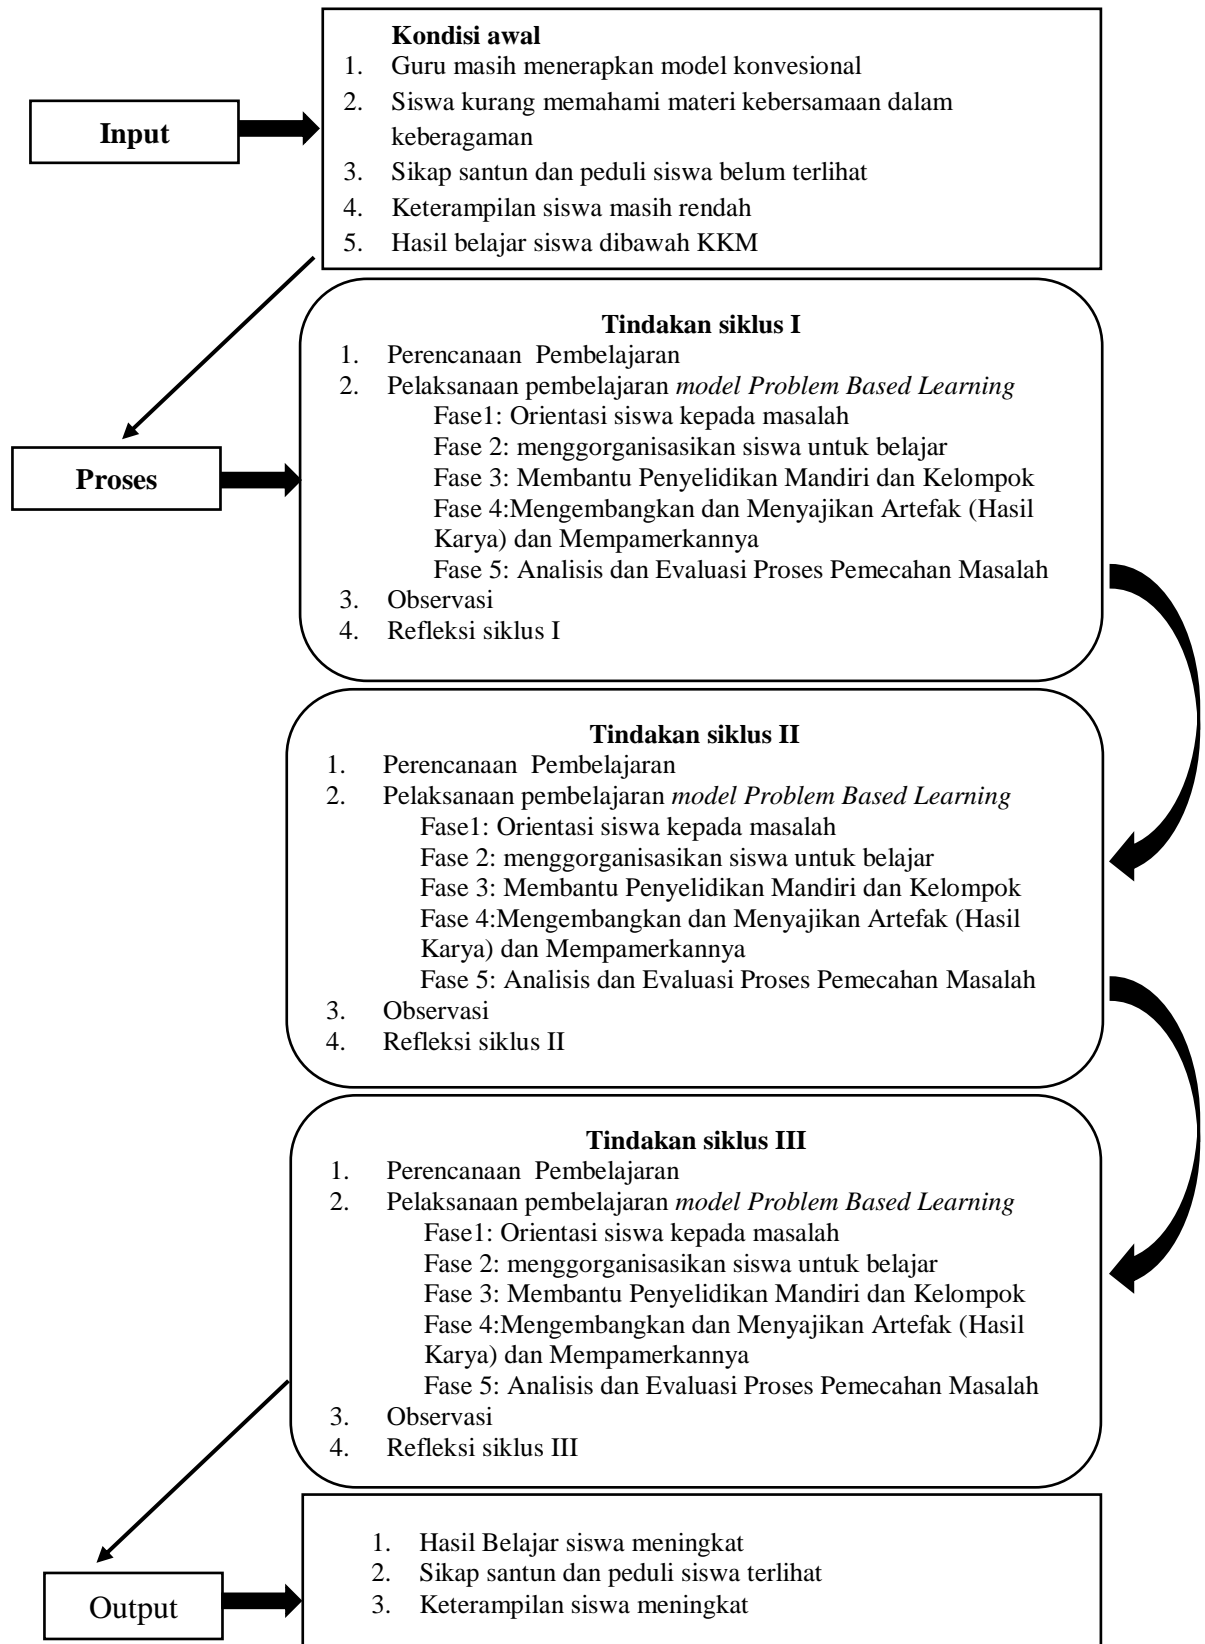 Kondisi awal
1. Guru masih menerapkan model konvesional
2. Siswa kurang memahami materi kebersamaan dalam
keberagaman
3. Sikap santun dan peduli siswa belum terlihat
4. Keterampilan siswa masih rendah
5. Hasil belajar siswa dibawah KKM
Input
Tindakan siklus I
1. Perencanaan Pembelajaran
2. Pelaksanaan pembelajaran model Problem Based Learning
Fase1: Orientasi siswa kepada masalah
Fase 2: menggorganisasikan siswa untuk belajar
Fase 3: Membantu Penyelidikan Mandiri dan Kelompok
Fase 4:Mengembangkan dan Menyajikan Artefak (Hasil
Karya) dan Mempamerkannya
Fase 5: Analisis dan Evaluasi Proses Pemecahan Masalah
3. Observasi
4. Refleksi siklus I
Proses
Tindakan siklus II
1. Perencanaan Pembelajaran
2. Pelaksanaan pembelajaran model Problem Based Learning
Fase1: Orientasi siswa kepada masalah
Fase 2: menggorganisasikan siswa untuk belajar
Fase 3: Membantu Penyelidikan Mandiri dan Kelompok
Fase 4:Mengembangkan dan Menyajikan Artefak (Hasil
Karya) dan Mempamerkannya
Fase 5: Analisis dan Evaluasi Proses Pemecahan Masalah
3. Observasi
4. Refleksi siklus II
Tindakan siklus III
1. Perencanaan Pembelajaran
2. Pelaksanaan pembelajaran model Problem Based Learning
Fase1: Orientasi siswa kepada masalah
Fase 2: menggorganisasikan siswa untuk belajar
Fase 3: Membantu Penyelidikan Mandiri dan Kelompok
Fase 4:Mengembangkan dan Menyajikan Artefak (Hasil
Karya) dan Mempamerkannya
Fase 5: Analisis dan Evaluasi Proses Pemecahan Masalah
3. Observasi
4. Refleksi siklus III
1. Hasil Belajar siswa meningkat
2. Sikap santun dan peduli siswa terlihat
3. Keterampilan siswa meningkat
Output